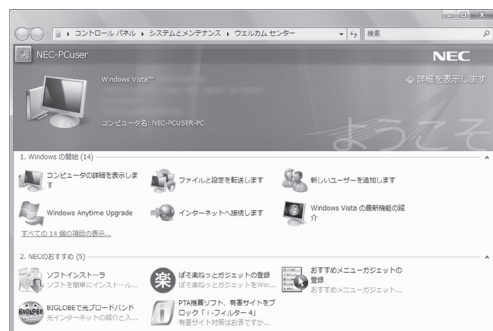 コントロール パネル ▸ システムとメンテナンス ▸ ウェルカム センター
検索
NEC-PCuser
NEC
Windows Vista™
詳細を表示します
コンピュータ名: NEC-PCUSER-PC
ようこそ
1. Windows の開始 (14)
コンピュータの詳細を表示します
ファイルと設定を転送します
新しいユーザーを追加します
Windows Anytime Upgrade
インターネットへ接続します
Windows Vista の最新機能の紹介
すべての 14 個の項目の表示...
2. NECのおすすめ (5)
ソフトインストーラ
ソフトを簡単にインストール...
楽
ぱそ楽ねっとガジェットの登録
ぱそ楽ねっとガジェットをWin...
おすすめメニューガジェットの登録
おすすめメニューガジェット...
BIGLOBE
BIGLOBEで光ブロードバンド
光インターネットの紹介と入...
PTA推薦ソフト、有害サイトをブロック「i -フィルター 4」
有害サイト対策はお済ですか...